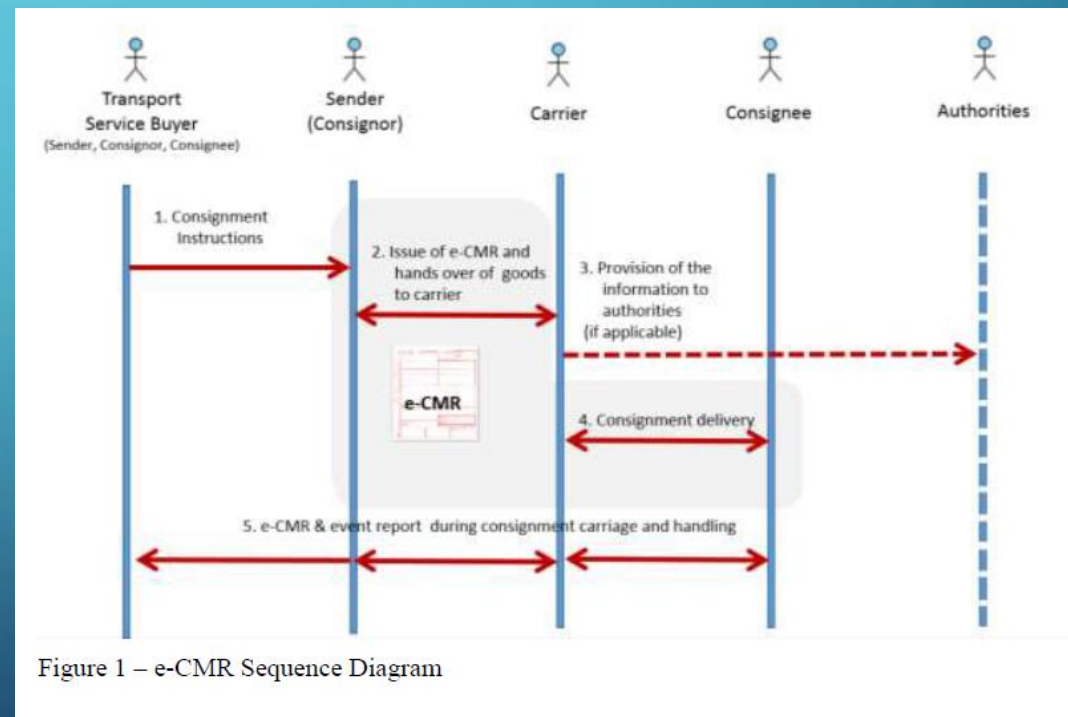 Transport
Service Buyer
(Sender, Consignor, Consignee)
Sender
(Consignor)
Carrier
Consignee
Authorities
1. Consignment
Instructions
2. Issue of e-CMR and
hands over of goods
to carrier
3. Provision of the
information to
authorities
(if applicable)
e-CMR
4. Consignment delivery
5. e-CMR & event report during consignment carriage and handling
Figure 1 – e-CMR Sequence Diagram